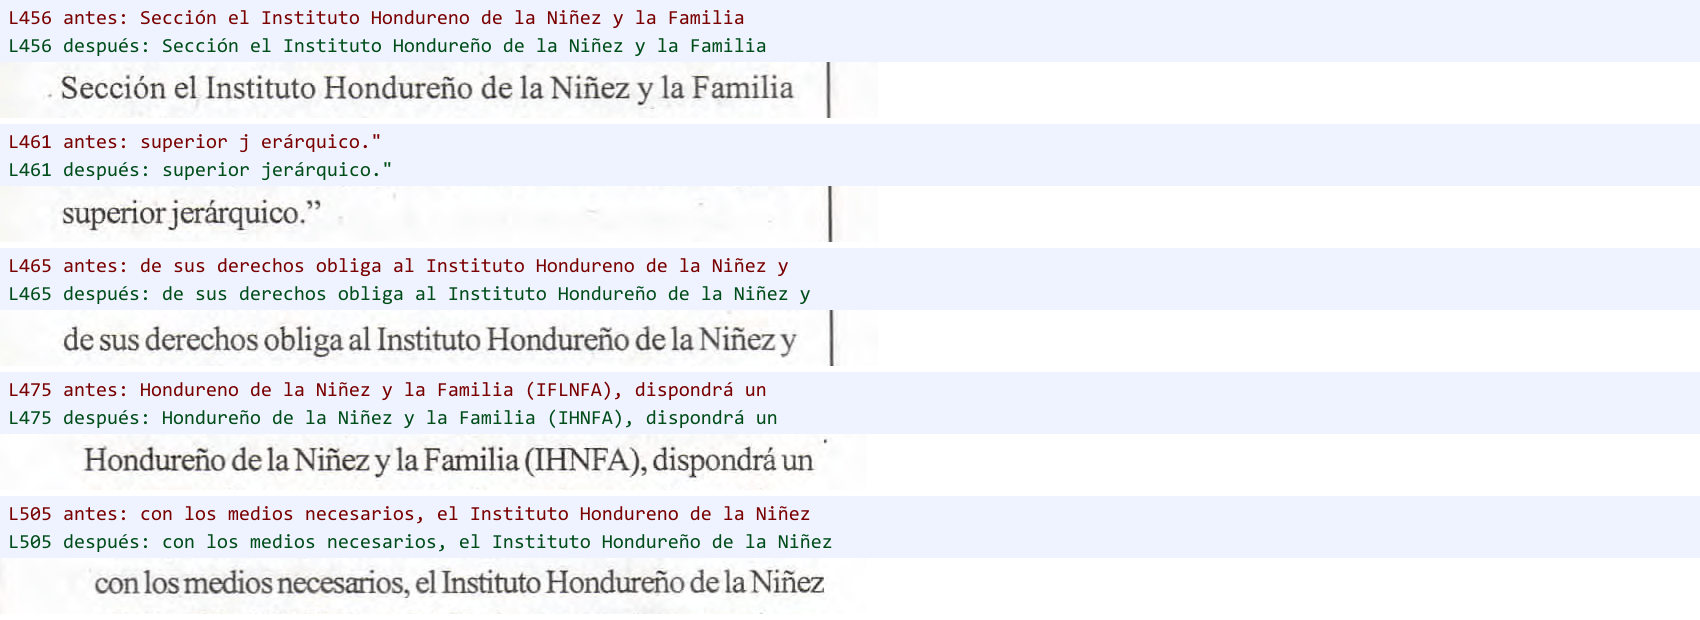 L456 antes: Sección el Instituto Hondureno de la Niñez y la Familia
L456 después: Sección el Instituto Hondureño de la Niñez y la Familia
Sección el Instituto Hondureño de la Niñez y la Familia
L461 antes: superior j erárquico."
L461 después: superior jerárquico."
superior jerárquico.”
L465 antes: de sus derechos obliga al Instituto Hondureno de la Niñez y
L465 después: de sus derechos obliga al Instituto Hondureño de la Niñez y
de sus derechos obliga al Instituto Hondureño de la Niñez y
L475 antes: Hondureno de la Niñez y la Familia (IFLNFA), dispondrá un
L475 después: Hondureño de la Niñez y la Familia (IHNFA), dispondrá un
Hondureño de la Niñez y la Familia (IHNFA), dispondrá un
L505 antes: con los medios necesarios, el Instituto Hondureno de la Niñez
L505 después: con los medios necesarios, el Instituto Hondureño de la Niñez
con los medios necesarios, el Instituto Hondureño de la Niñez